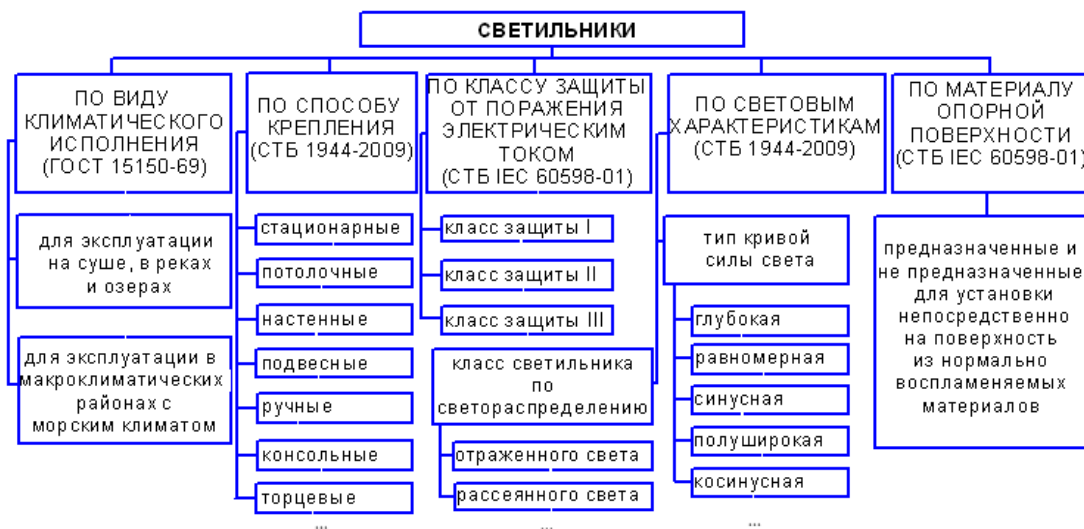 СВЕТИЛЬНИКИ
ПО ВИДУ
КЛИМАТИЧЕСКОГО
ИСПОЛНЕНИЯ
(ГОСТ 15150-69)
для эксплуатации
на суше, в реках
и озерах
для эксплуатации в
макроклиматических
районах с
морским климатом
ПО СПОСОБУ
КРЕПЛЕНИЯ
(СТБ 1944-2009)
стационарные
потолочные
настенные
подвесные
ручные
консольные
торцевые
...
ПО КЛАССУ ЗАЩИТЫ
ОТ ПОРАЖЕНИЯ
ЭЛЕКТРИЧЕСКИМ
ТОКОМ
(СТБ IEC 60598-01)
класс защиты I
класс защиты II
класс защиты III
ПО СВЕТОВЫМ
ХАРАКТЕРИСТИКАМ
(СТБ 1944-2009)
класс светильника
по
светораспределению
отраженного света
рассеянного света
...
тип кривой
силы света
глубокая
равномерная
синусная
полуширокая
косинусная
...
ПО МАТЕРИАЛУ
ОПОРНОЙ
ПОВЕРХНОСТИ
(СТБ IEC 60598-01)
предназначенные и
не предназначенные
для установки
непосредственно
на поверхность
из нормально
воспламеняемых
материалов